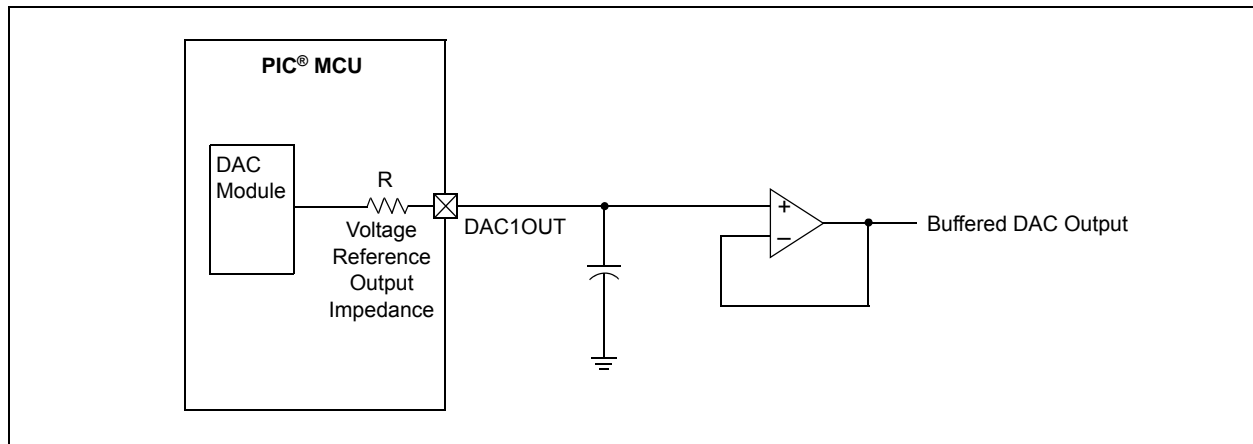 PIC® MCU
DAC
Module
R
Voltage
Reference
Output
Impedance
DAC1OUT
+
–
Buffered DAC Output